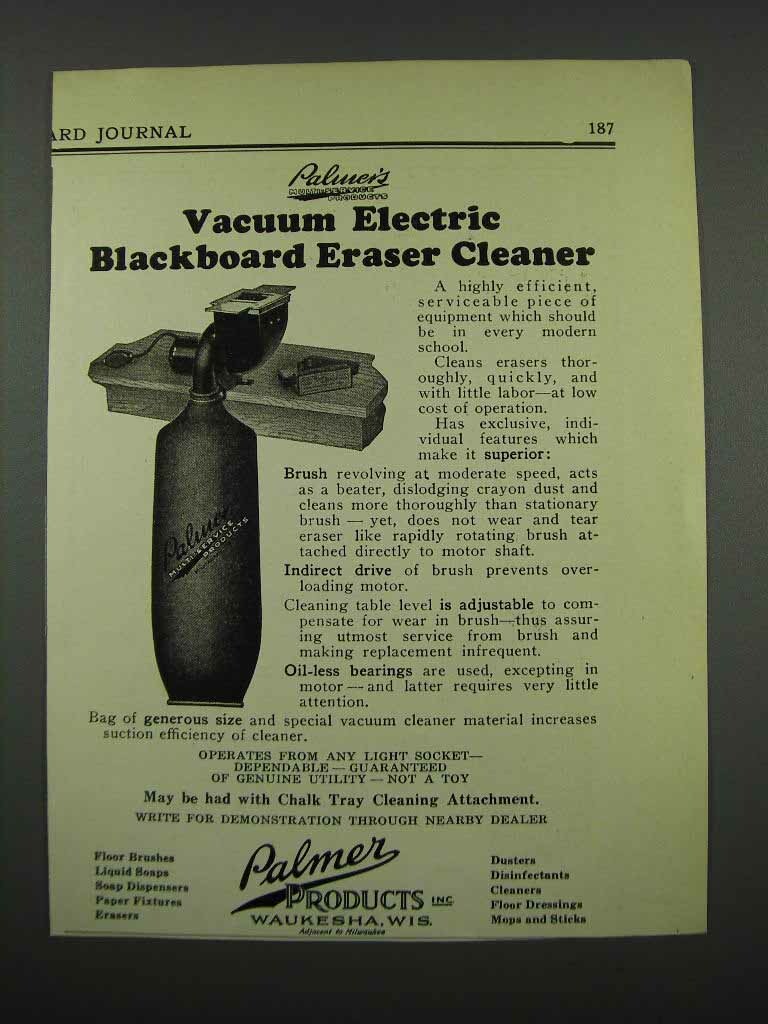 ARD JOURNAL 187
Palmer's
MULTI-SERVICE
PRODUCTS
Vacuum Electric
Blackboard Eraser Cleaner
A highly efficient,
serviceable piece of
equipment which should
be in every modern
school.
Cleans erasers thor-
oughly, quickly, and
with little labor—at low
cost of operation.
Has exclusive, indi-
vidual features which
make it superior:
Brush revolving at moderate speed, acts
as a beater, dislodging crayon dust and
cleans more thoroughly than stationary
brush — yet, does not wear and tear
eraser like rapidly rotating brush at-
tached directly to motor shaft.
Indirect drive of brush prevents over-
loading motor.
Cleaning table level is adjustable to com-
pensate for wear in brush—thus assur-
ing utmost service from brush and
making replacement infrequent.
Oil-less bearings are used, excepting in
motor — and latter requires very little
attention.
Palmer
MULTI-SERVICE
PRODUCTS
Bag of generous size and special vacuum cleaner material increases
suction efficiency of cleaner.
OPERATES FROM ANY LIGHT SOCKET—
DEPENDABLE — GUARANTEED
OF GENUINE UTILITY — NOT A TOY
May be had with Chalk Tray Cleaning Attachment.
WRITE FOR DEMONSTRATION THROUGH NEARBY DEALER
Floor Brushes
Liquid Soaps
Soap Dispensers
Paper Fixtures
Erasers
Palmer
PRODUCTS INC
WAUKESHA, WIS.
Adjacent to Milwaukee
Dusters
Disinfectants
Cleaners
Floor Dressings
Mops and Sticks